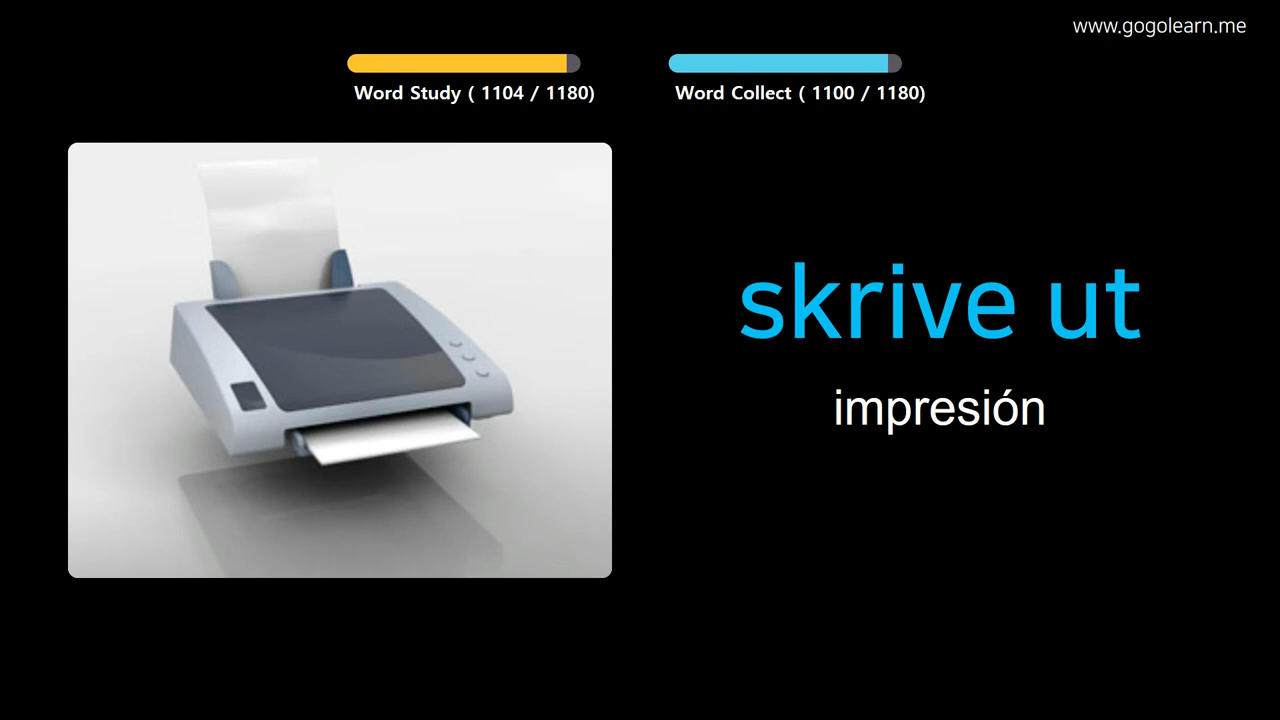 www.gogolearn.me
Word Study ( 1104 / 1180)
Word Collect ( 1100 / 1180)
skrive ut
impresión